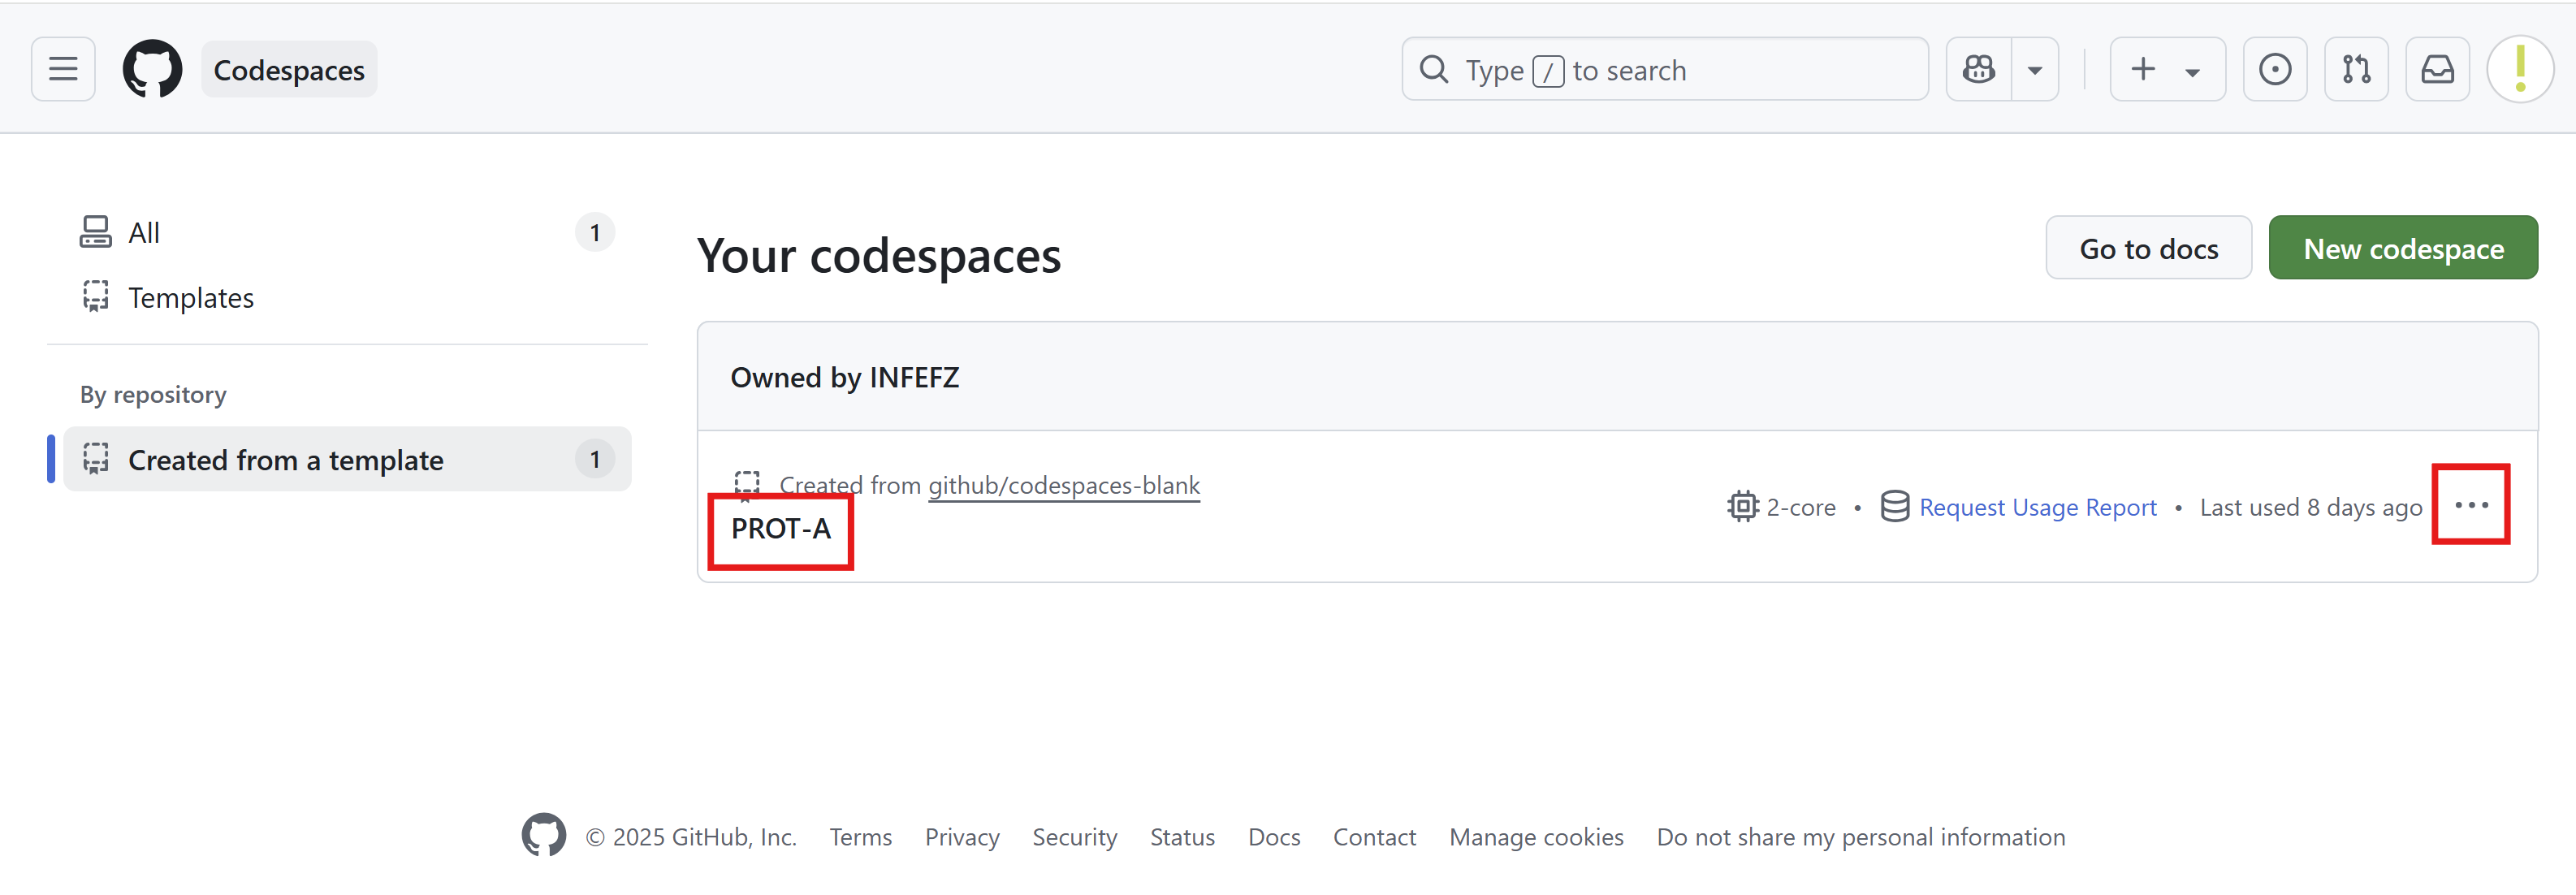 Codespaces
Type / to search
All 1
Templates
By repository
Created from a template 1
Your codespaces
Go to docs
New codespace
Owned by INFEFZ
Created from github/codespaces-blank
PROT-A
2-core • Request Usage Report • Last used 8 days ago
© 2025 GitHub, Inc. Terms Privacy Security Status Docs Contact Manage cookies Do not share my personal information